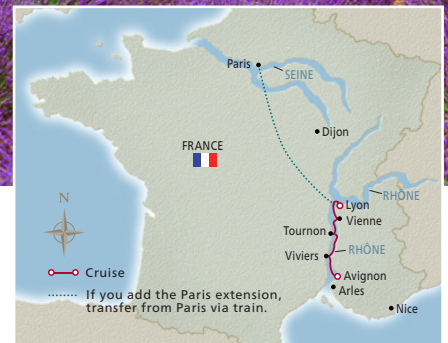 Paris
SEINE
Dijon
FRANCE
RHÔNE
Lyon
Vienne
Tournon
RHÔNE
Viviers
Avignon
Arles
Nice
N
Cruise
If you add the Paris extension,
transfer from Paris via train.